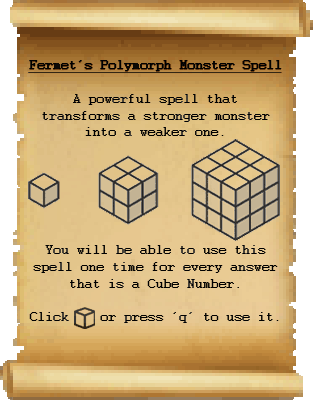 Fermet´s Polymorph Monster Spell
A powerful spell that
transforms a stronger monster
into a weaker one.
You will be able to use this
spell one time for every answer
that is a Cube Number.
Click or press ´q´ to use it.